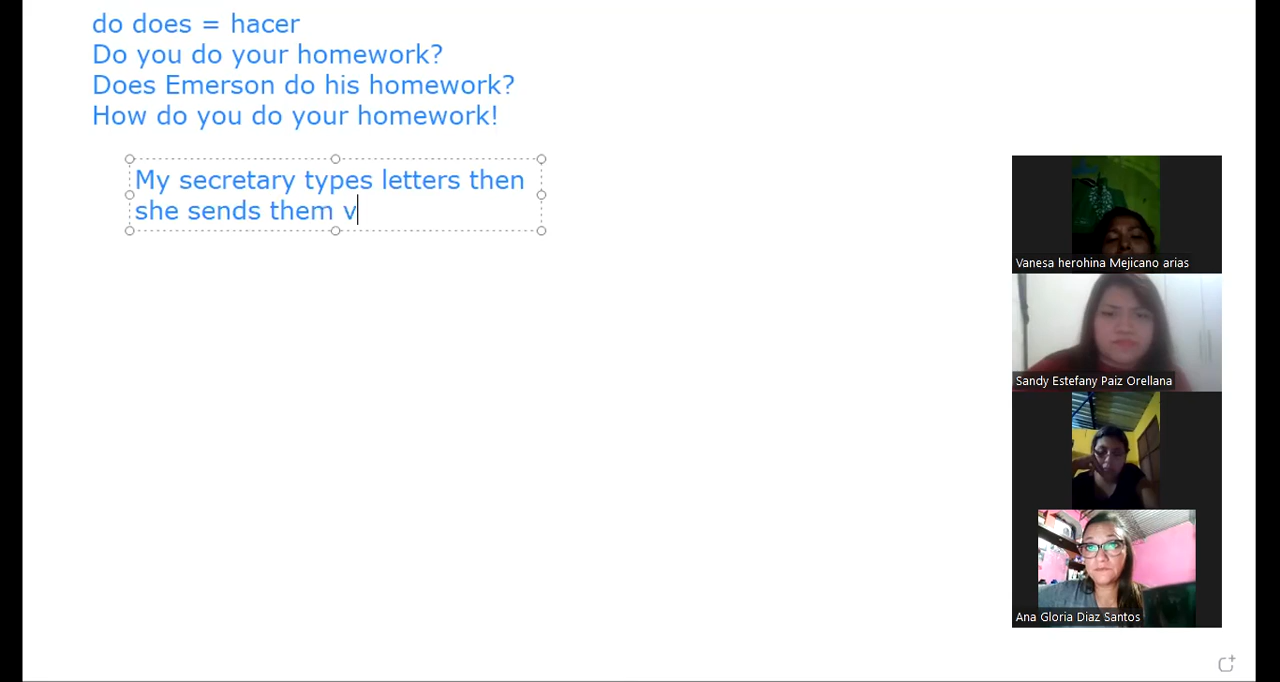 do does = hacer
Do you do your homework?
Does Emerson do his homework?
How do you do your homework!
My secretary types letters then
she sends them v
Vanesa herohina Mejicano arias
Sandy Estefany Paiz Orellana
Ana Gloria Diaz Santos